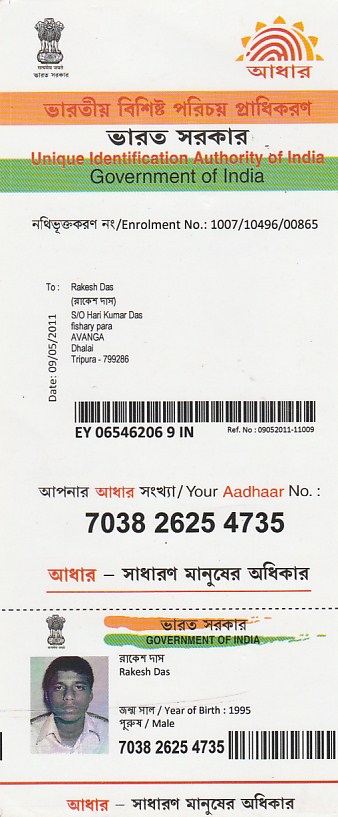 सत्यमेव जयते
ভারত সরকার
আধাৰ
ভারতীয় বিশিষ্ট পরিচয় প্রাধিকরণ
ভারত সরকার
Unique Identification Authority of India
Government of India
নথিভূক্তকরণ নং/Enrolment No.: 1007/10496/00865
To :
Rakesh Das
(রাকেশ দাস)
S/O Hari Kumar Das
fishary para
AVANGA
Dhalai
Tripura - 799286
Date: 09/05/2011
EY 06546206 9 IN
Ref. No : 09052011-11009
আপনার আধার সংখ্যা/Your Aadhaar No. :
7038 2625 4735
আধার – সাধারণ মানুষের অধিকার
ভারত সরকার
GOVERNMENT OF INDIA
রাকেশ দাস
Rakesh Das
জন্ম সাল / Year of Birth : 1995
পুরুষ / Male
7038 2625 4735
আধার – সাধারণ মানুষের অধিকার